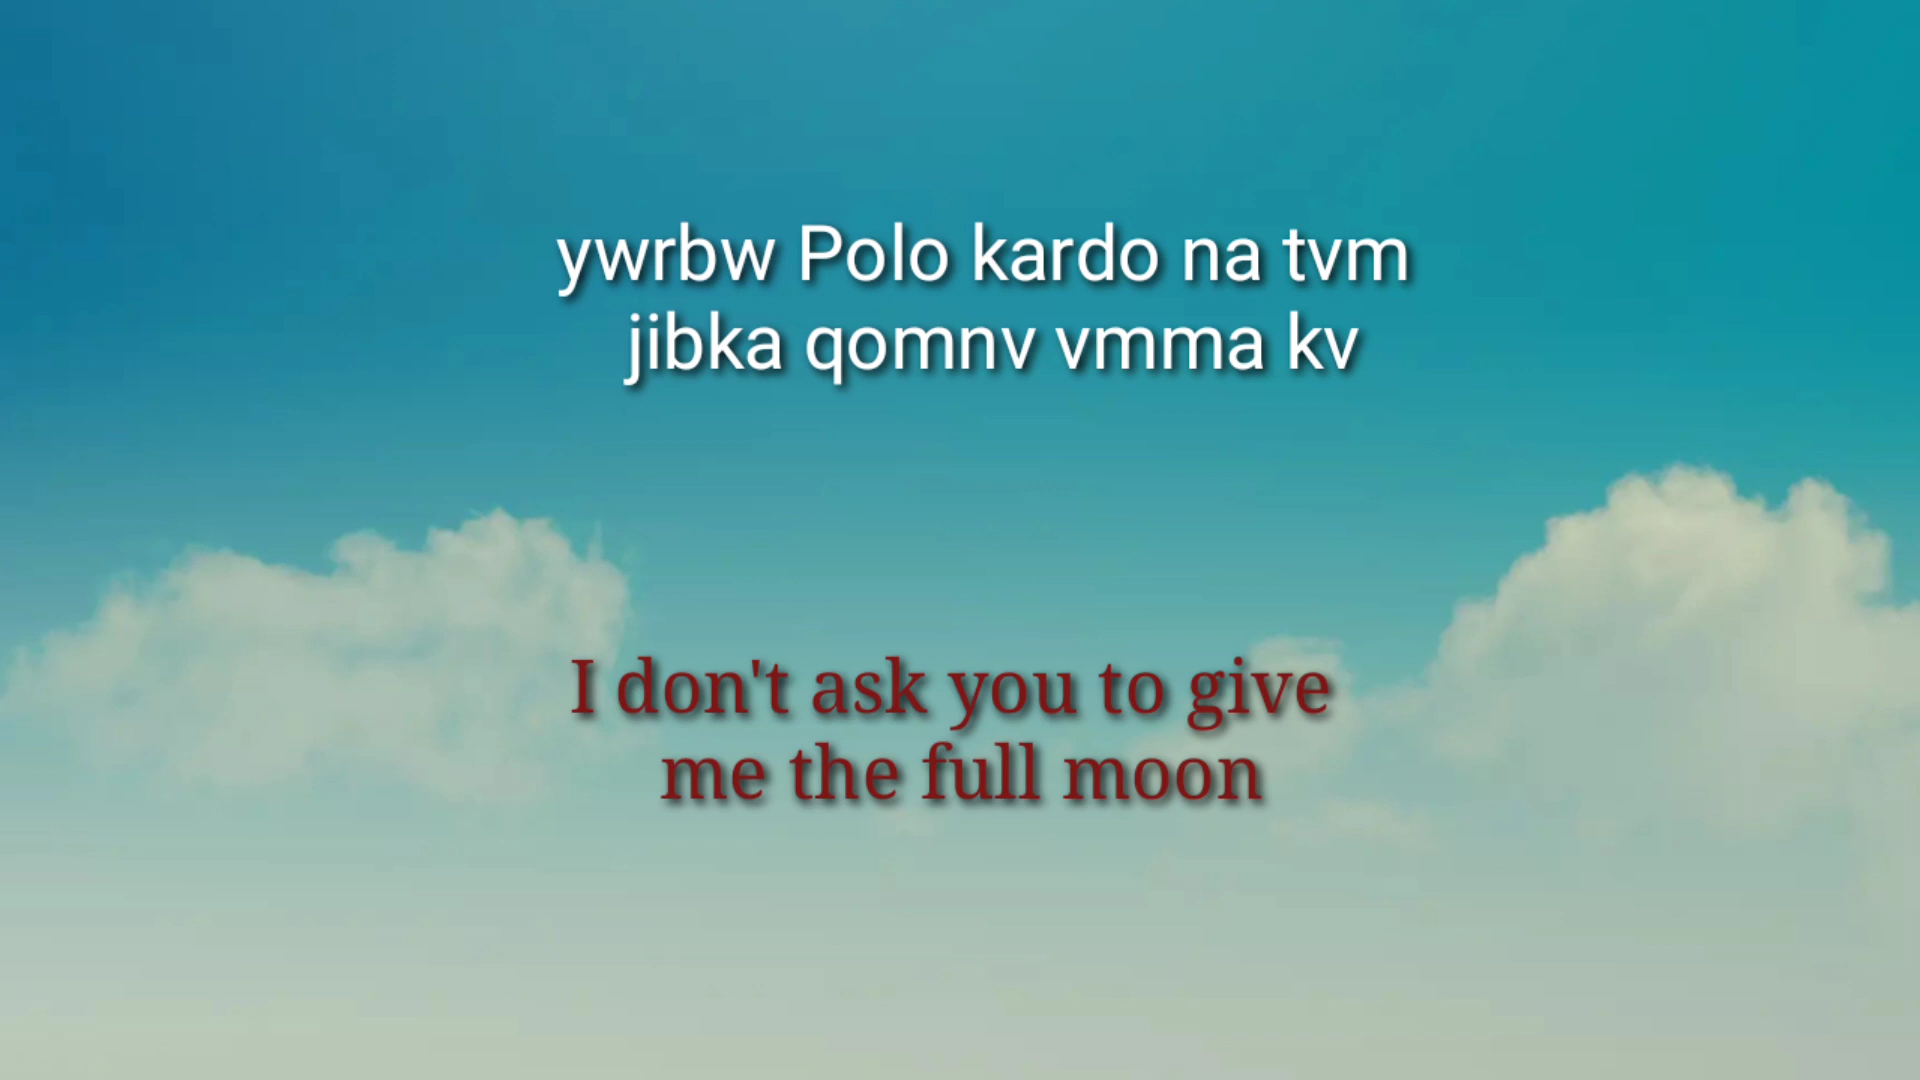 ywrbw Polo kardo na tvm
jibka qomnv vmma kv
I don't ask you to give
me the full moon